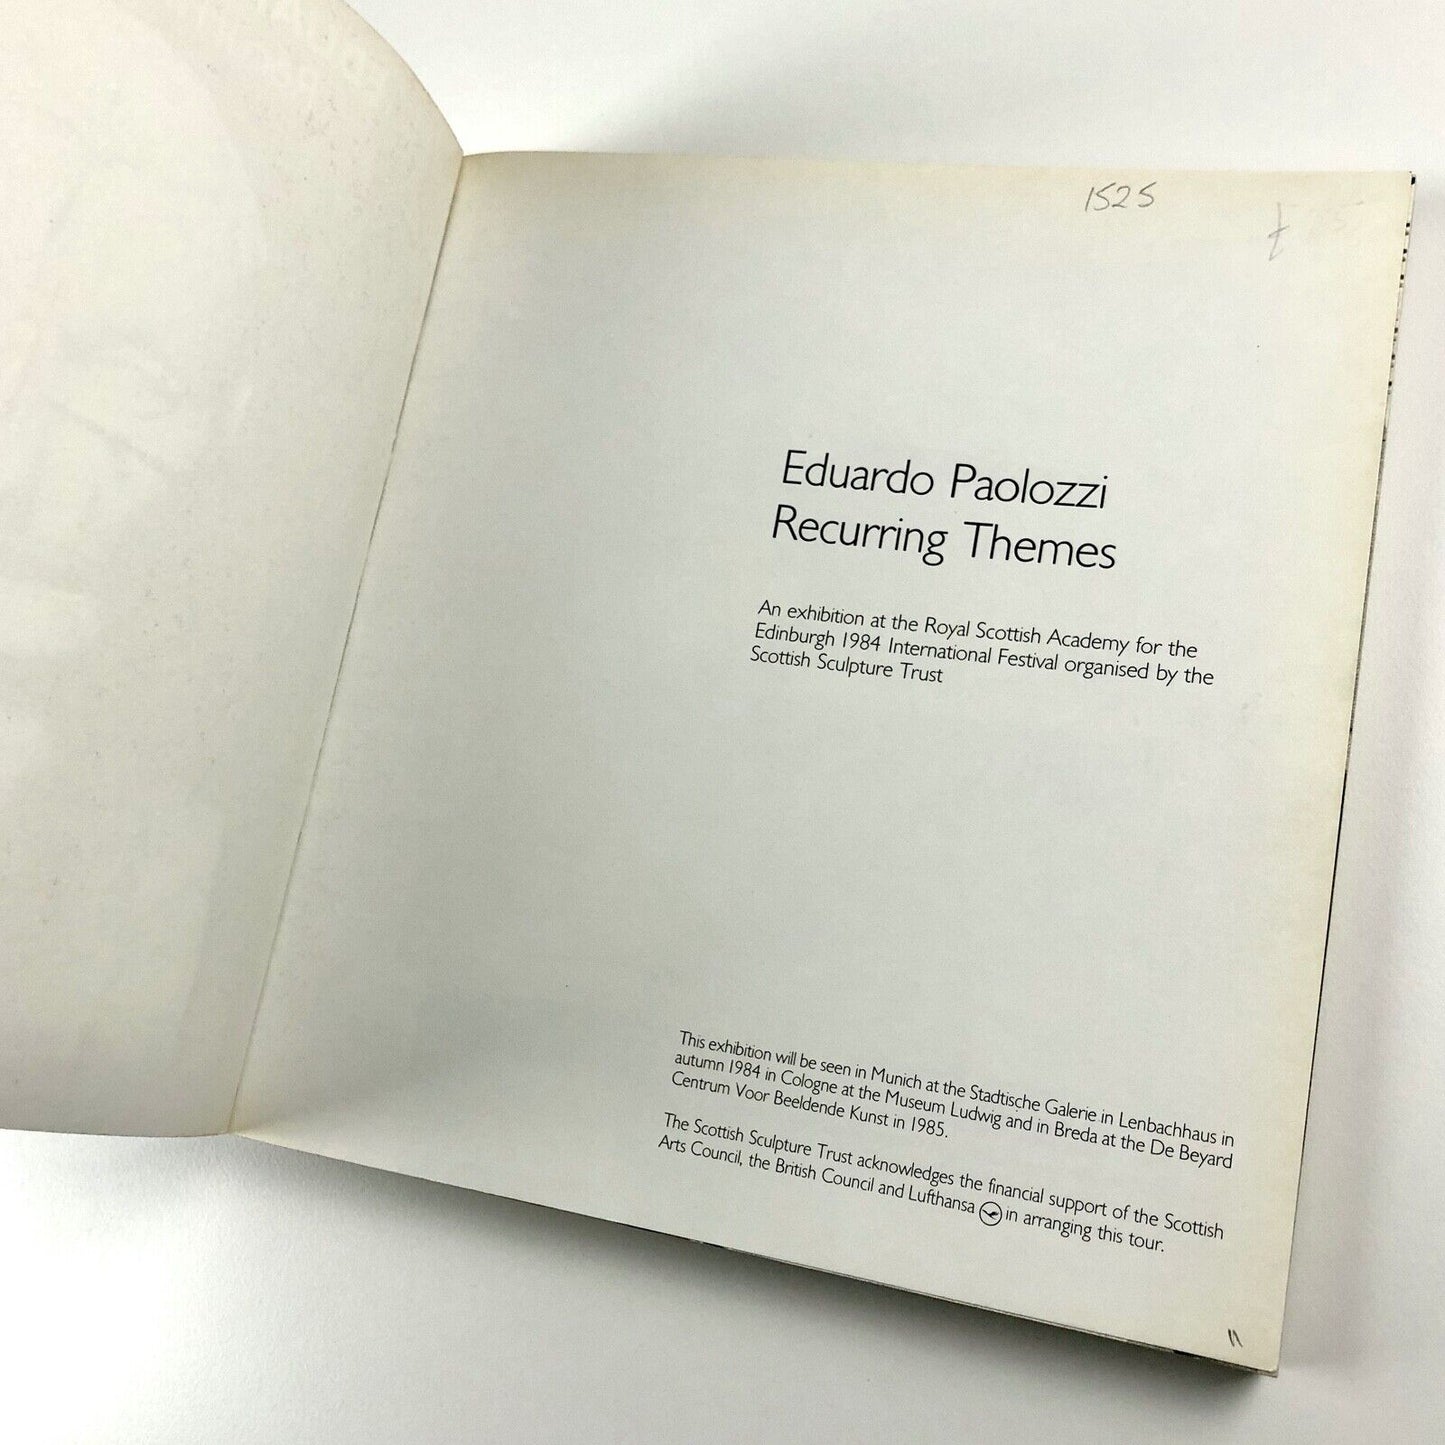 1525
£
Eduardo Paolozzi
Recurring Themes
An exhibition at the Royal Scottish Academy for the
Edinburgh 1984 International Festival organised by the
Scottish Sculpture Trust
This exhibition will be seen in Munich at the Stadtische Galerie in Lenbachhaus in
autumn 1984 in Cologne at the Museum Ludwig and in Breda at the De Beyard
Centrum Voor Beeldende Kunst in 1985.
The Scottish Sculpture Trust acknowledges the financial support of the Scottish
Arts Council, the British Council and Lufthansa in arranging this tour.